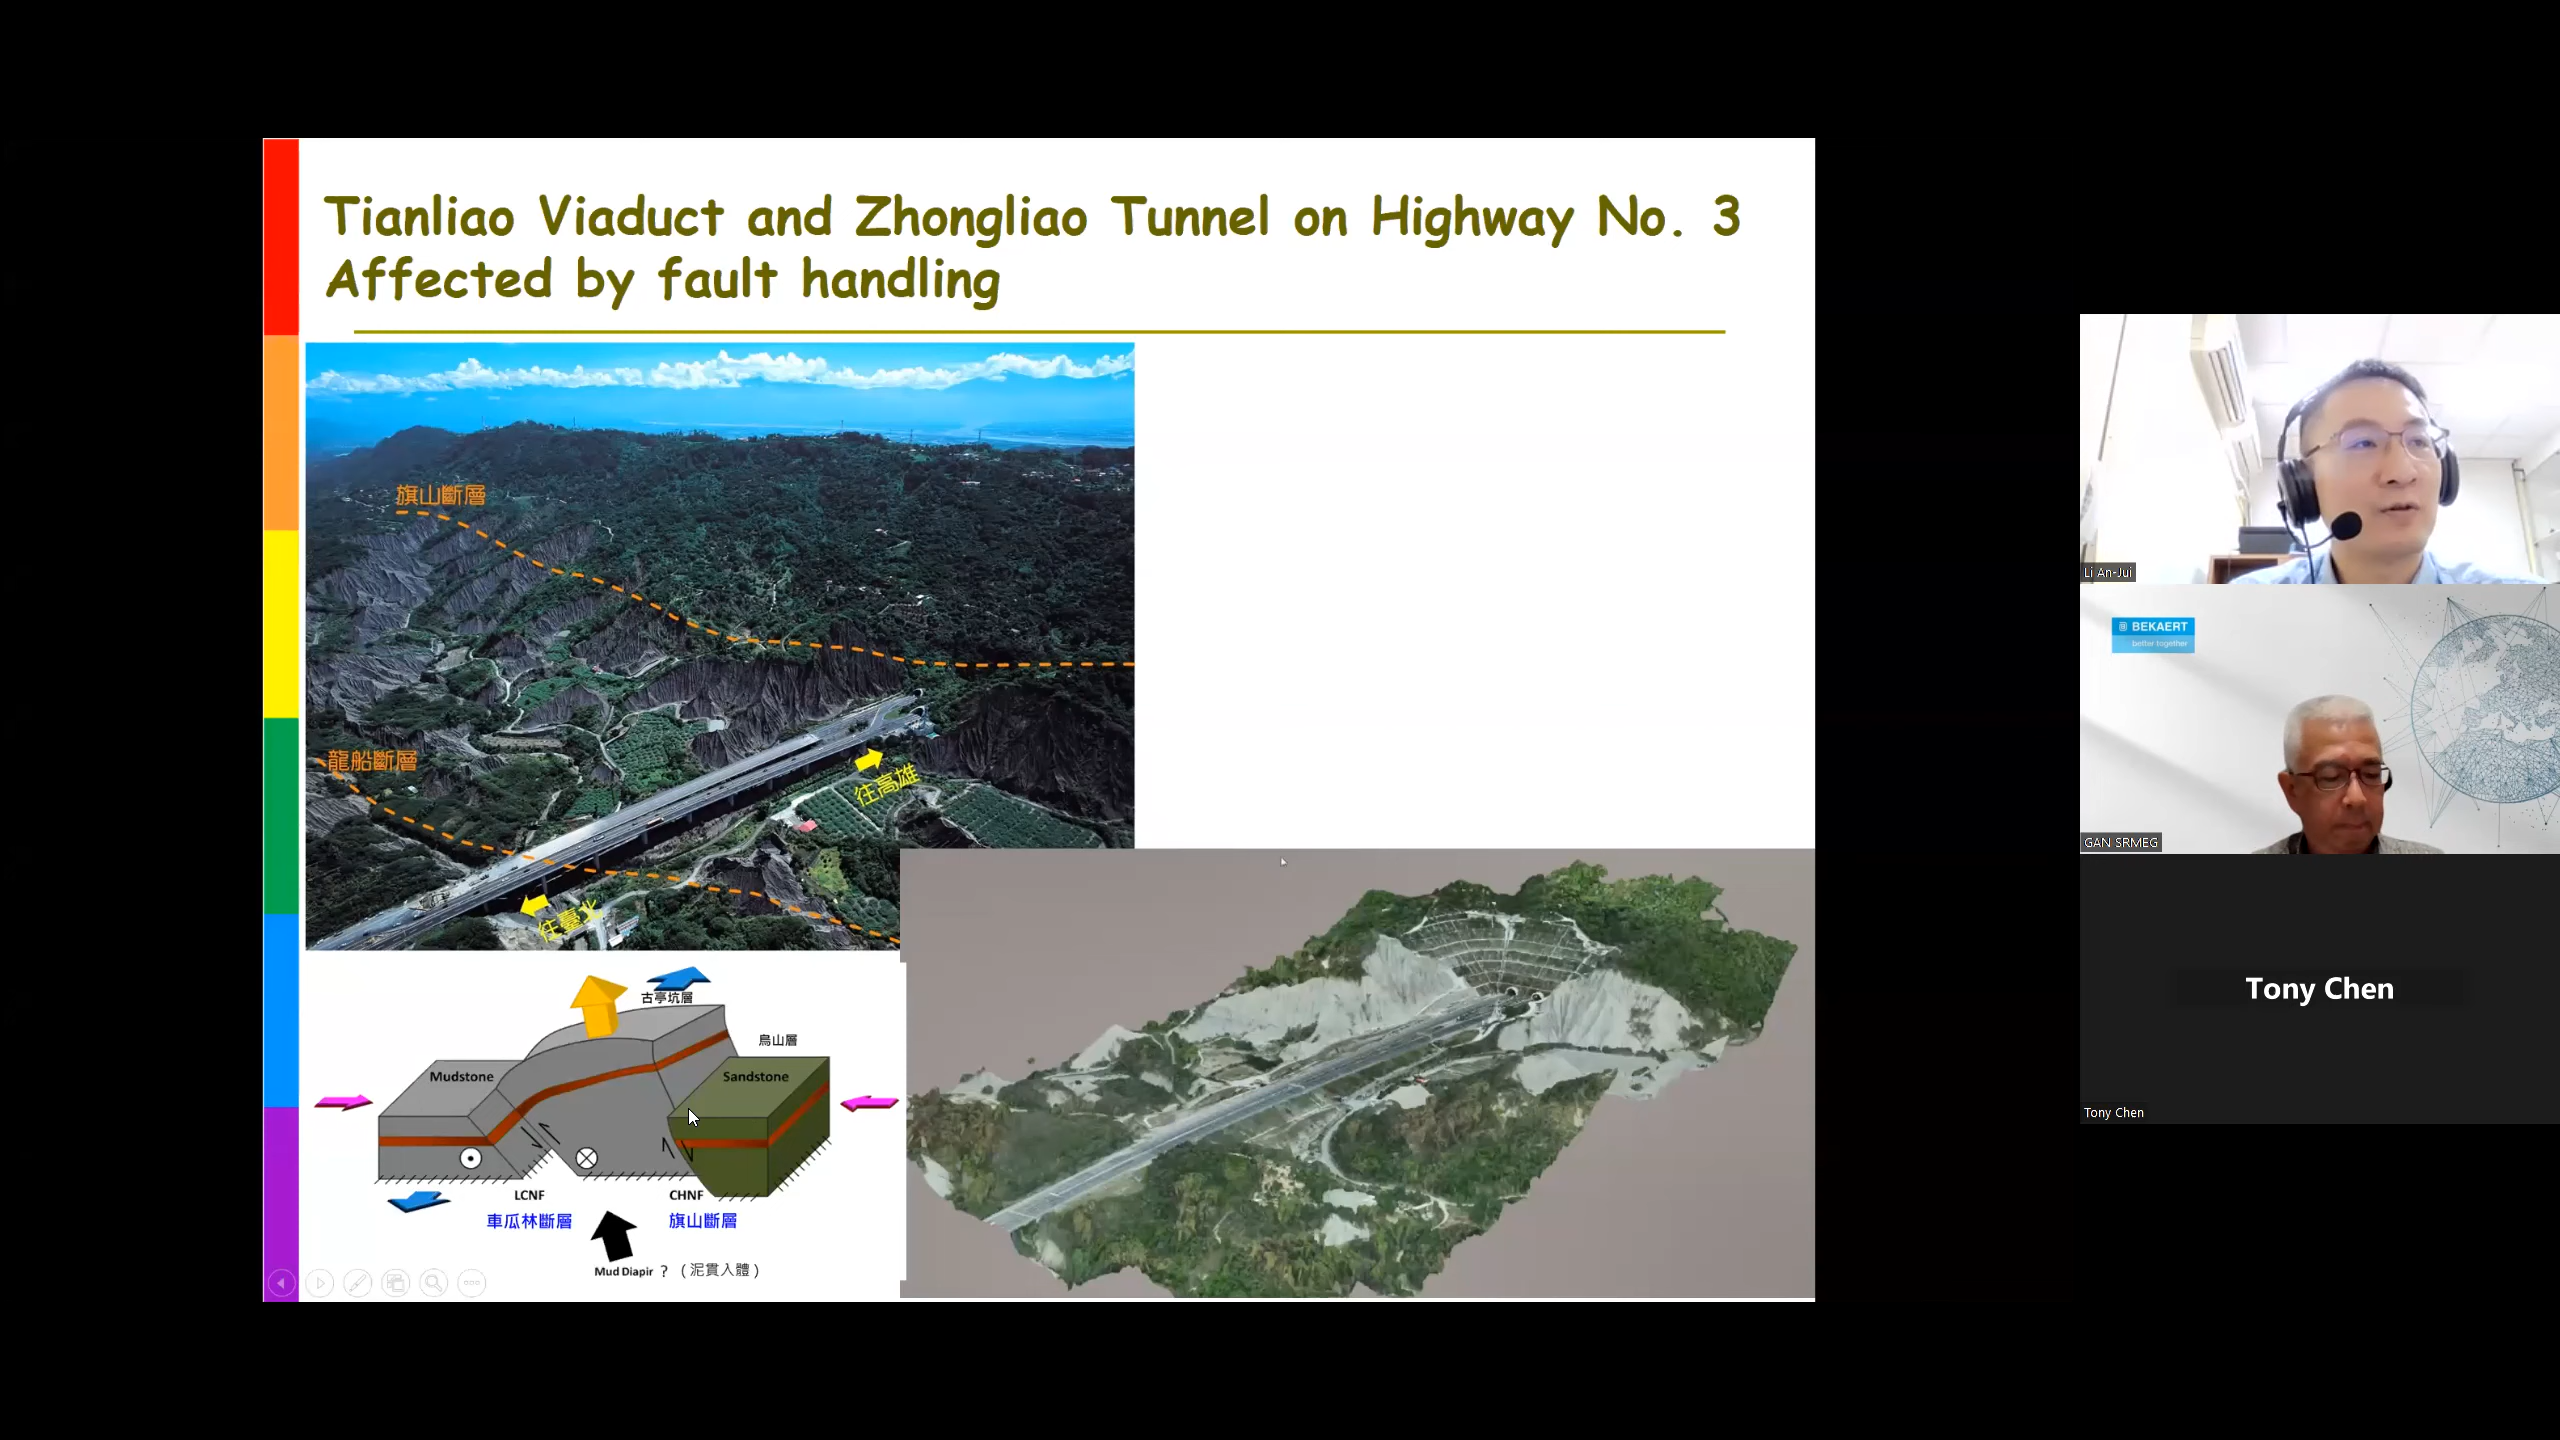 Tianliao Viaduct and Zhongliao Tunnel on Highway No. 3
Affected by fault handling
旗山斷層
龍船斷層
往高雄
往臺北
古亭坑層
烏山層
Mudstone
Sandstone
LCNF
CHNF
車瓜林斷層
旗山斷層
Mud Diapir ? (泥貫入體)
Li An-Jui
BEKAERT
better together
GAN SRMEG
Tony Chen
Tony Chen